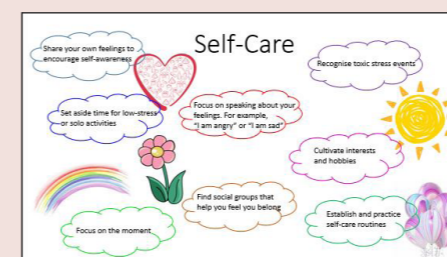 Self-Care
Share your own feelings to
encourage self-awareness
Recognise toxic stress events
Set aside time for low-stress
or solo activities
Focus on speaking about your
feelings. For example,
"I am angry" or "I am sad"
Cultivate interests
and hobbies
Find social groups that
help you feel you belong
Establish and practice
self-care routines
Focus on the moment